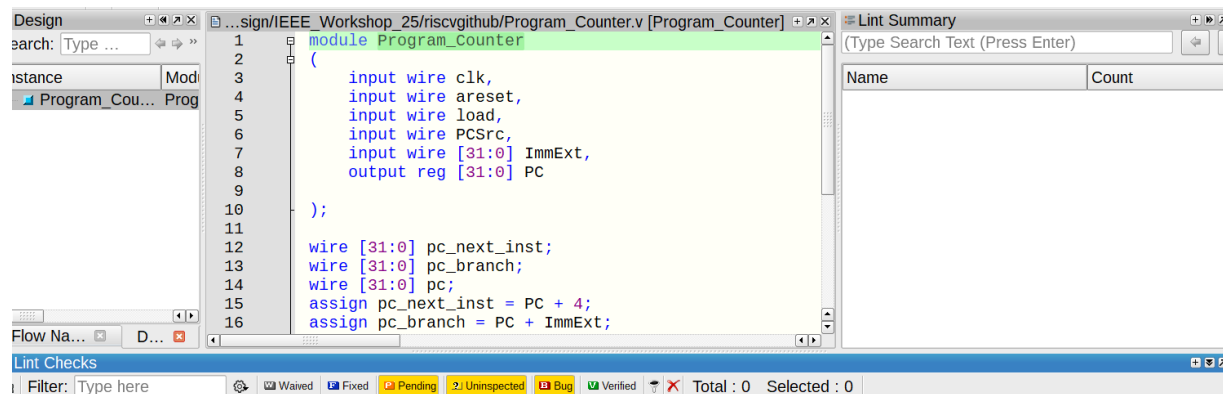 Design
…sign/IEEE_Workshop_25/riscvgithub/Program_Counter.v [Program_Counter]
Lint Summary
earch: Type ...
(Type Search Text (Press Enter)
nstance Modu
Name Count
Program_Cou... Prog
1 module Program_Counter
2 (
3 input wire clk,
4 input wire areset,
5 input wire load,
6 input wire PCSrc,
7 input wire [31:0] ImmExt,
8 output reg [31:0] PC
9
10 );
11
12 wire [31:0] pc_next_inst;
13 wire [31:0] pc_branch;
14 wire [31:0] pc;
15 assign pc_next_inst = PC + 4;
16 assign pc_branch = PC + ImmExt;
Flow Na... D...
Lint Checks
Filter: Type here Waived Fixed Pending Uninspected Bug Verified Total : 0 Selected : 0